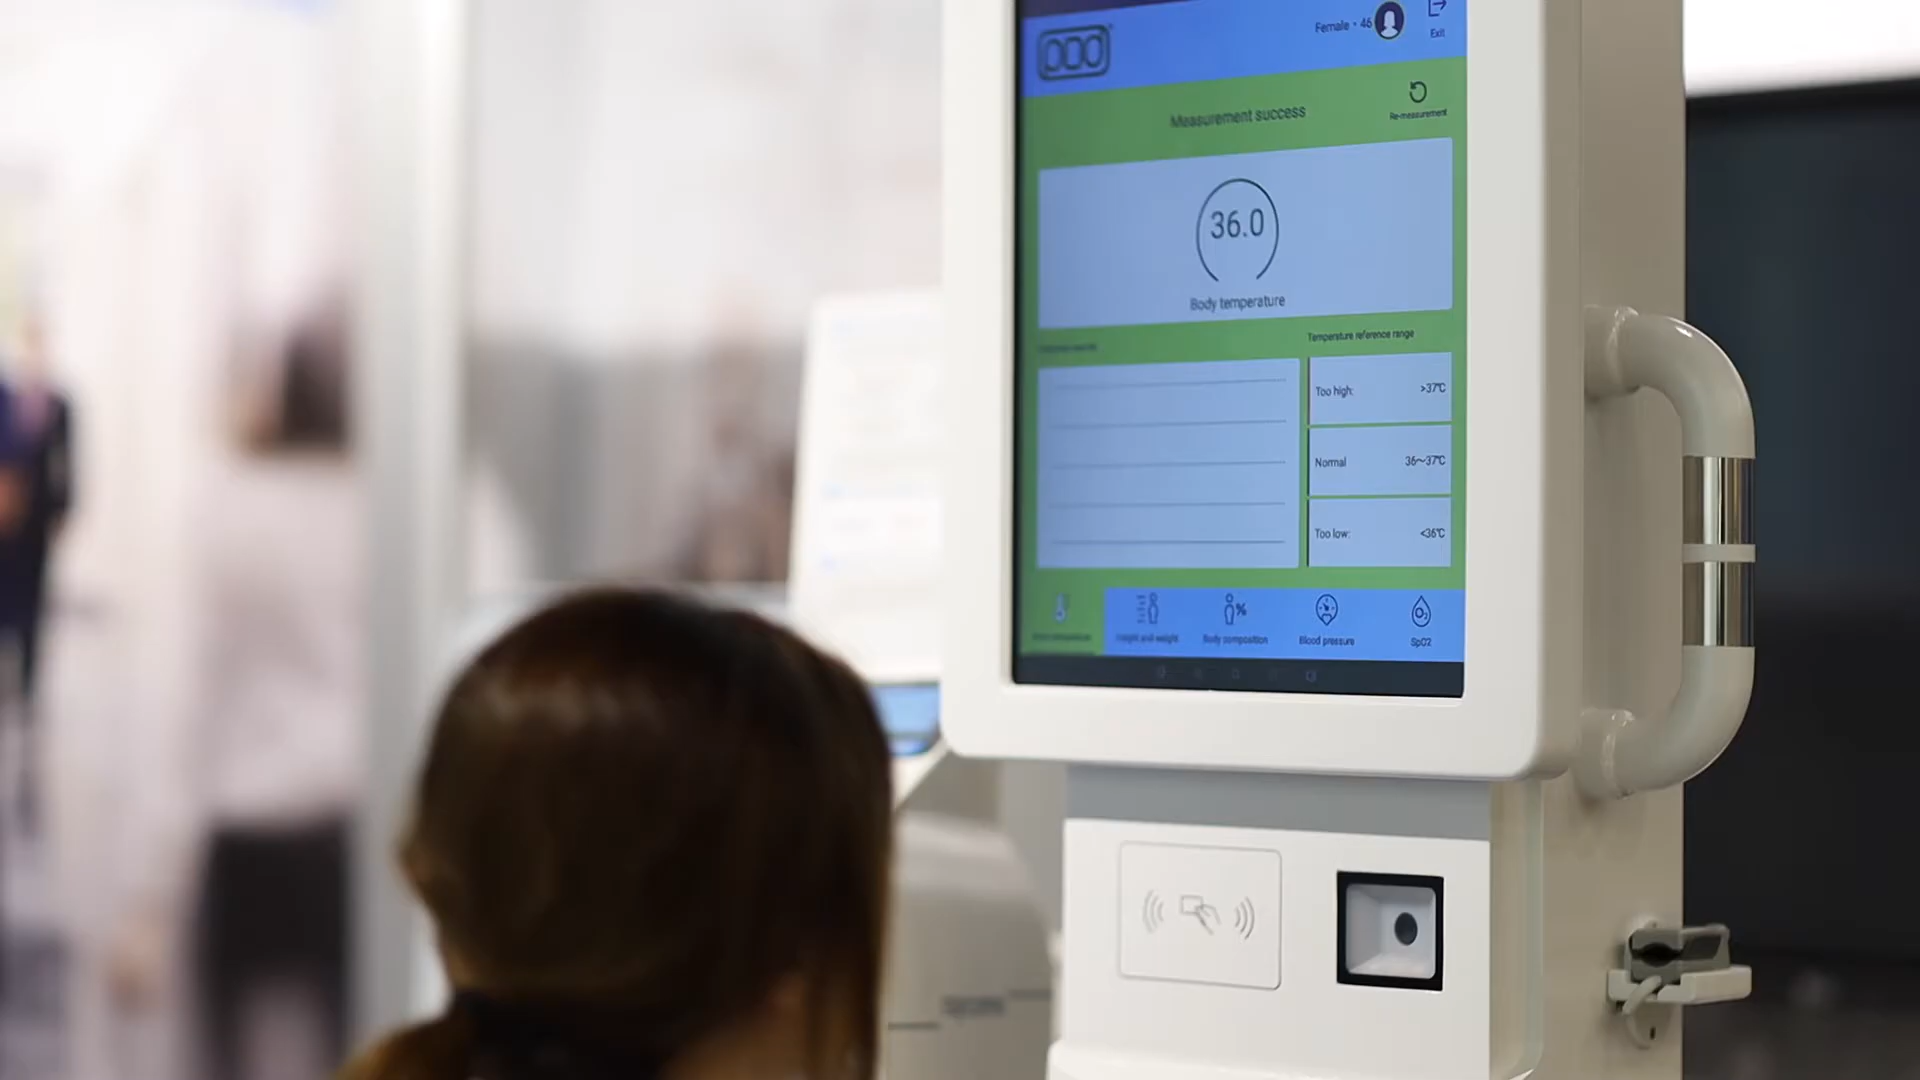 Female • 46
Exit
Measurement success
Re-measurement
36.0
Body temperature
Temperature reference range
Too high: >37℃
Normal 36~37℃
Too low: <36℃
Height and weight
%
Body composition
Blood pressure
O2
SpO2